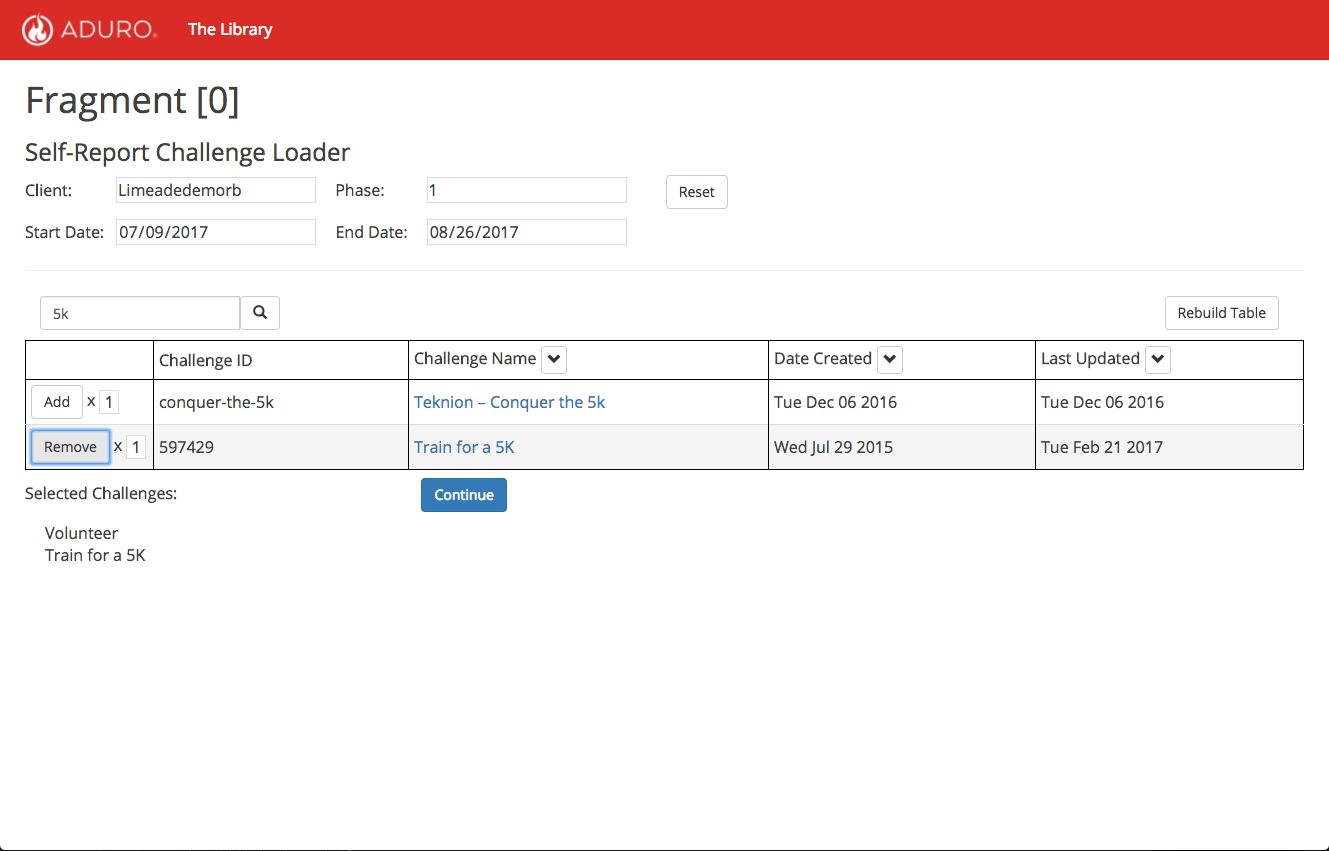 ADURO. The Library
Fragment [0]
Self-Report Challenge Loader
Client: Limeadedemorb Phase: 1 Reset
Start Date: 07/09/2017 End Date: 08/26/2017
5k Rebuild Table
Challenge ID Challenge Name Date Created Last Updated
Add x 1 conquer-the-5k Teknion – Conquer the 5k Tue Dec 06 2016 Tue Dec 06 2016
Remove x 1 597429 Train for a 5K Wed Jul 29 2015 Tue Feb 21 2017
Selected Challenges: Continue
Volunteer
Train for a 5K